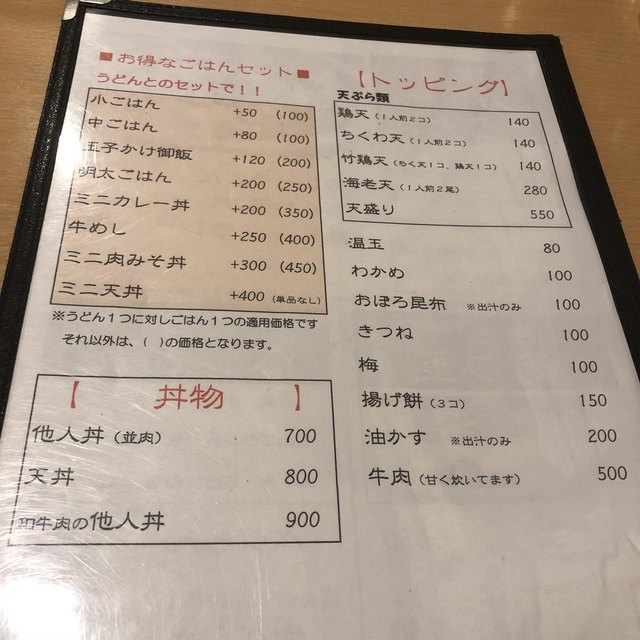 ■お得なごはんセット■
うどんとのセットで！！
小ごはん +50 (100)
中ごはん +80 (100)
玉子かけ御飯 +120 (200)
明太ごはん +200 (250)
ミニカレー丼 +200 (350)
牛めし +250 (400)
ミニ肉みそ丼 +300 (450)
ミニ天丼 +400 (単品なし)
※うどん１つに対しごはん１つの適用価格です
それ以外は、( )の価格となります。
【 丼物 】
他人丼（並肉） 700
天丼 800
和牛肉の他人丼 900
【トッピング】
天ぷら類
鶏天（１人前２コ） 140
ちくわ天（１人前２コ） 140
竹鶏天（ちく天１コ、鶏天１コ） 140
海老天（１人前２尾） 280
天盛り 550
温玉 80
わかめ 100
おぼろ昆布 ※出汁のみ 100
きつね 100
梅 100
揚げ餅（３コ） 150
油かす ※出汁のみ 200
牛肉（甘く炊いてます） 500